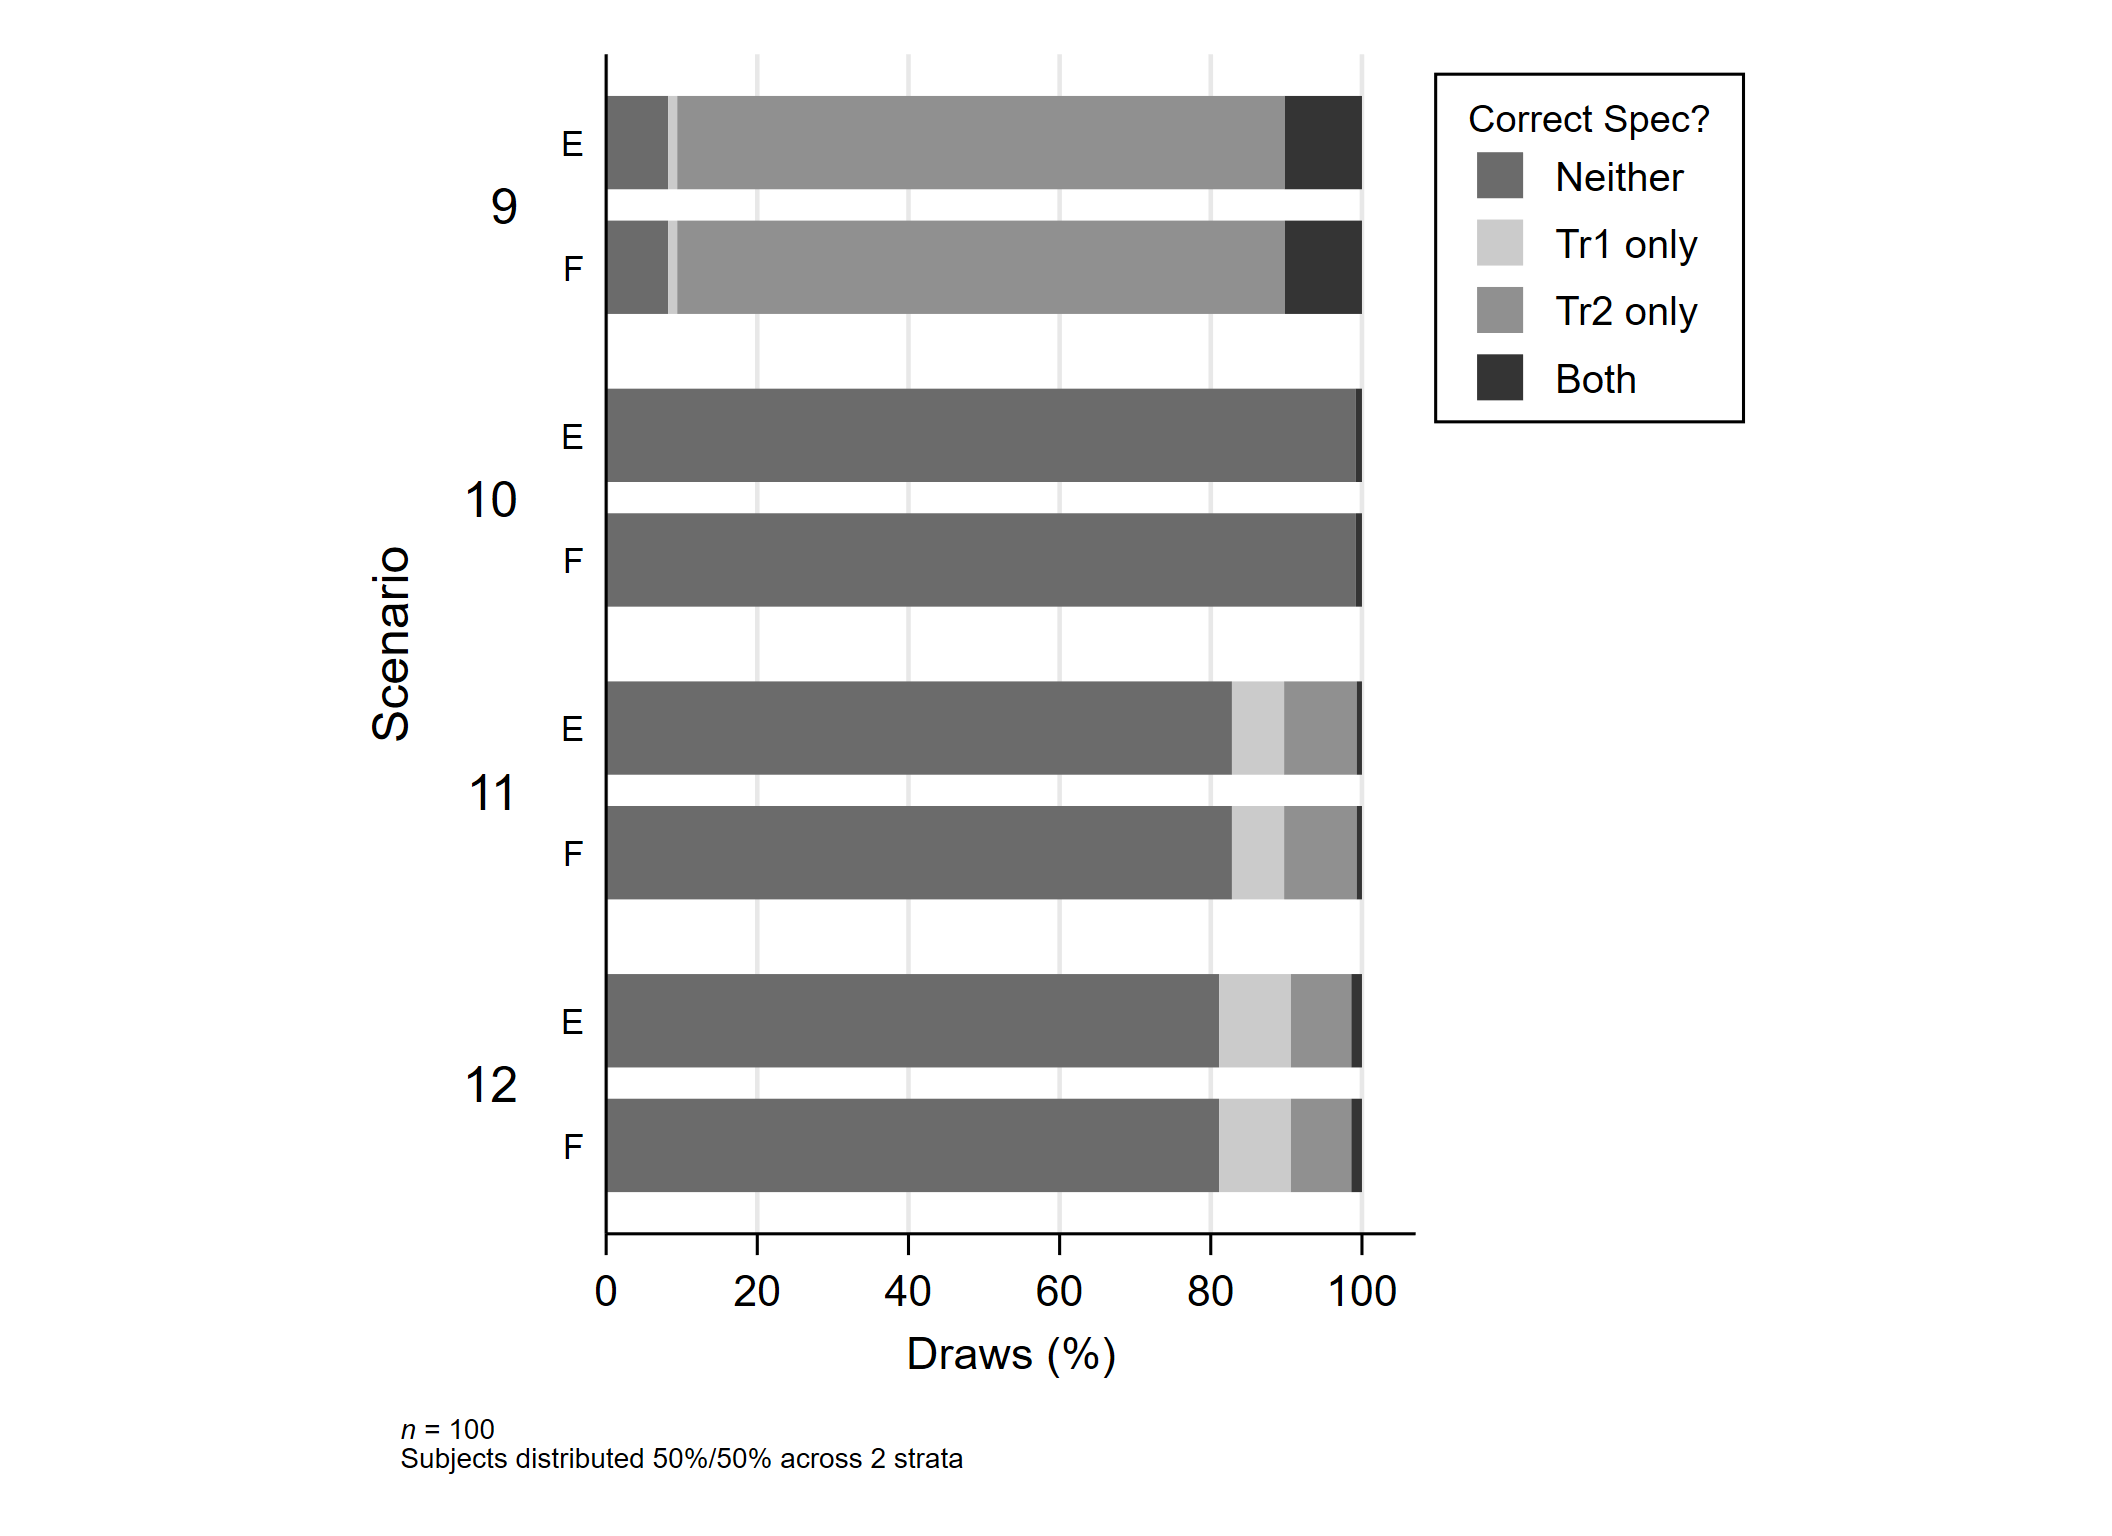 Correct Spec?
Neither
Tr1 only
Tr2 only
Both
Scenario
9
E
F
10
E
F
11
E
F
12
E
F
0 20 40 60 80 100
Draws (%)
n = 100
Subjects distributed 50%/50% across 2 strata